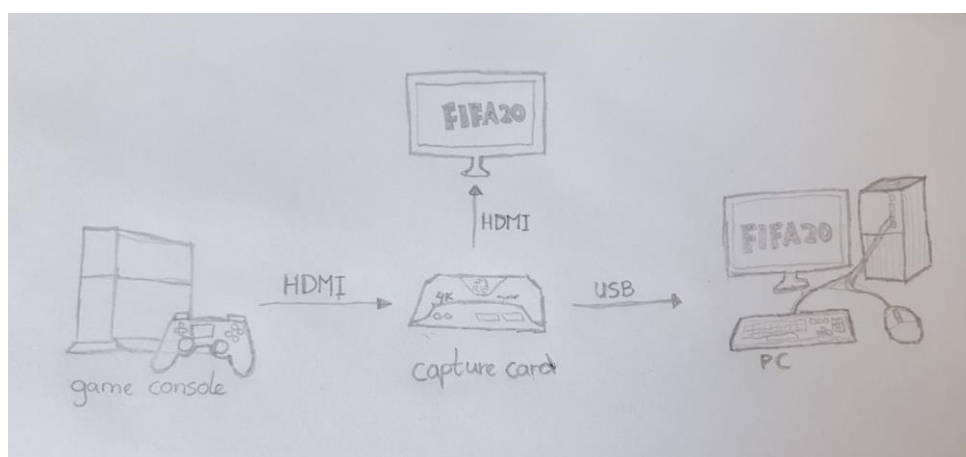 FIFA20
HDMI
FIFA20
HDMI
4K
USB
capture card
game console
PC